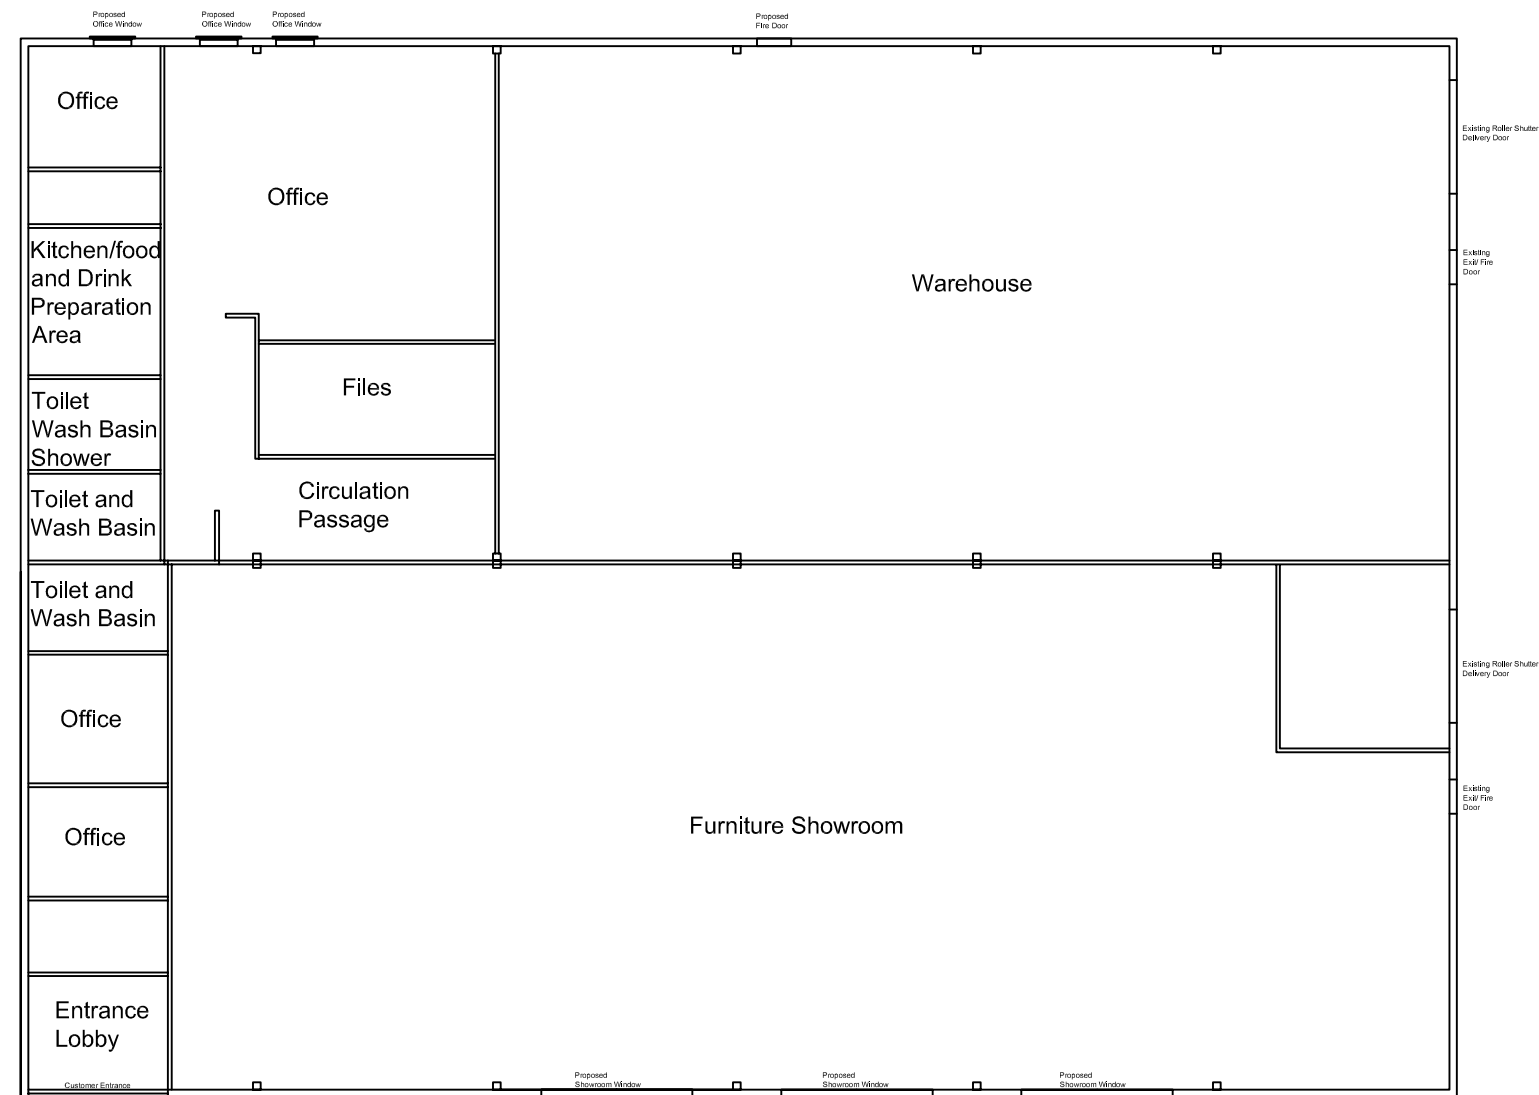 Proposed
Office Window
Proposed
Office Window
Proposed
Office Window
Proposed
Fire Door
Office
Existing Roller Shutter
Delivery Door
Office
Kitchen/food
and Drink
Preparation
Area
Existing
Exit/ Fire
Door
Warehouse
Files
Toilet
Wash Basin
Shower
Circulation
Passage
Toilet and
Wash Basin
Toilet and
Wash Basin
Existing Roller Shutter
Delivery Door
Office
Existing
Exit/ Fire
Door
Furniture Showroom
Office
Entrance
Lobby
Customer Entrance
Proposed
Showroom Window
Proposed
Showroom Window
Proposed
Showroom Window